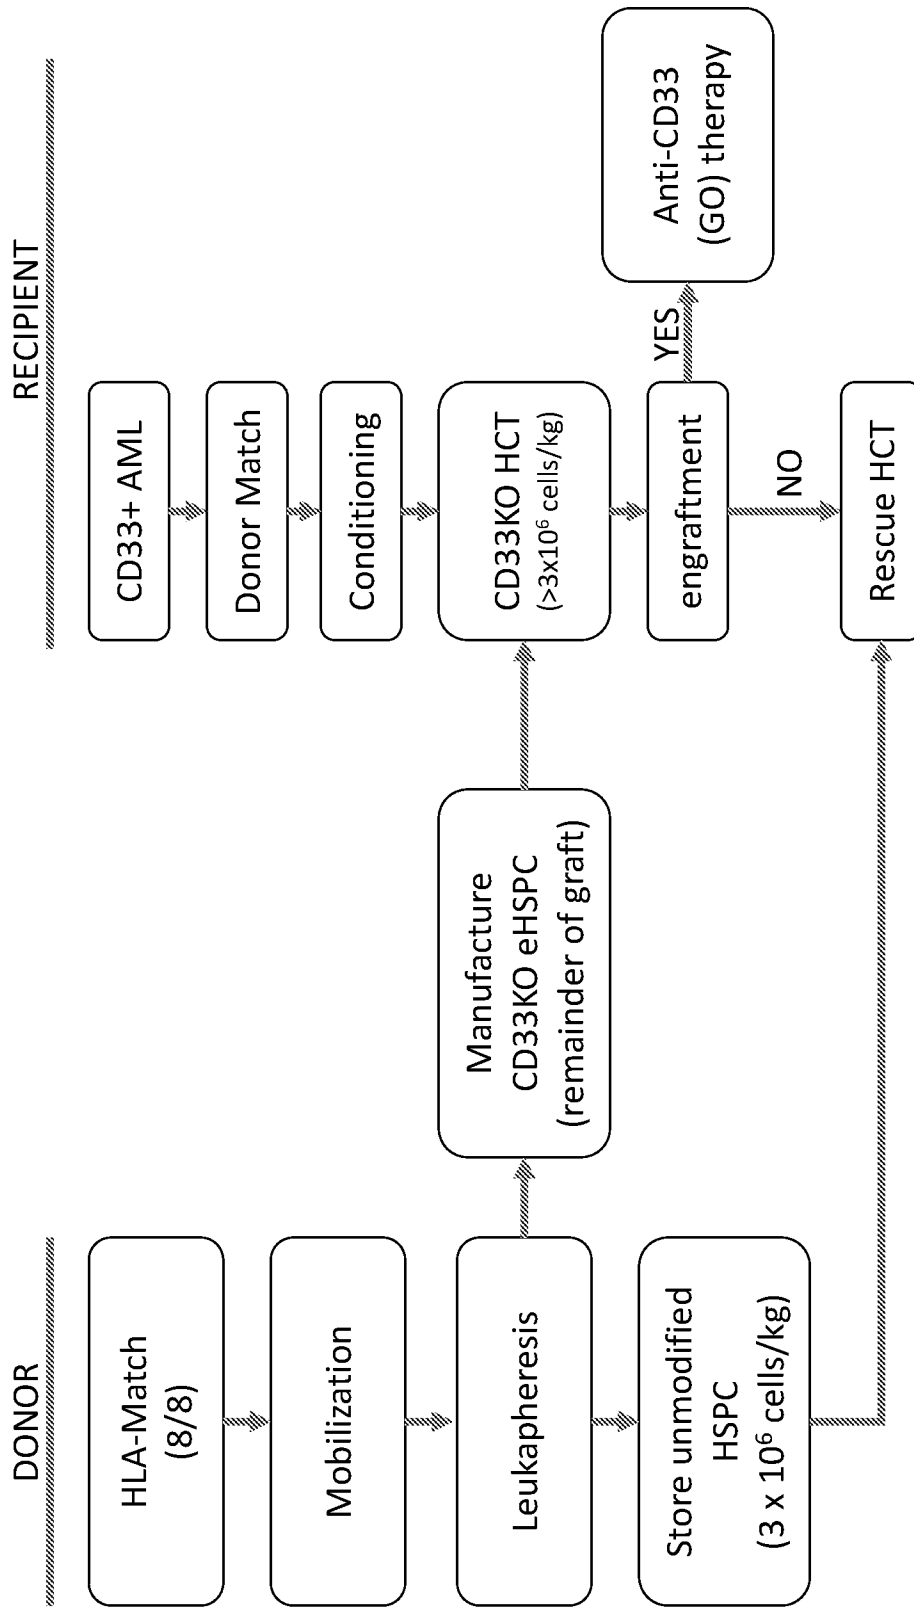 DONOR
HLA-Match
(8/8)
Mobilization
Leukapheresis
Store unmodified
HSPC
(3 x 10⁶ cells/kg)
Manufacture
CD33KO eHSPC
(remainder of graft)
RECIPIENT
CD33+ AML
Donor Match
Conditioning
CD33KO HCT
(>3x10⁶ cells/kg)
engraftment
YES
Anti-CD33
(GO) therapy
NO
Rescue HCT